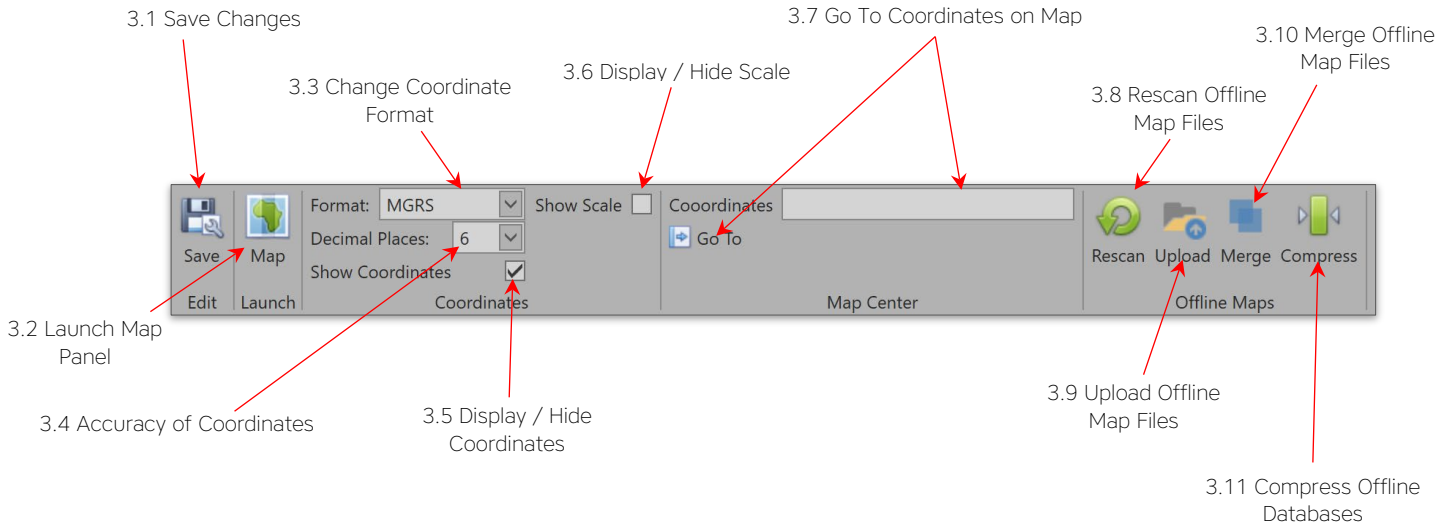 3.1 Save Changes
3.7 Go To Coordinates on Map
3.10 Merge Offline
Map Files
3.6 Display / Hide Scale
3.3 Change Coordinate
Format
3.8 Rescan Offline
Map Files
Format: MGRS Show Scale Cooordinates
Decimal Places: 6 Go To
Save Map Rescan Upload Merge Compress
Show Coordinates
Edit Launch Coordinates Map Center Offline Maps
3.2 Launch Map
Panel
3.4 Accuracy of Coordinates
3.5 Display / Hide
Coordinates
3.9 Upload Offline
Map Files
3.11 Compress Offline
Databases